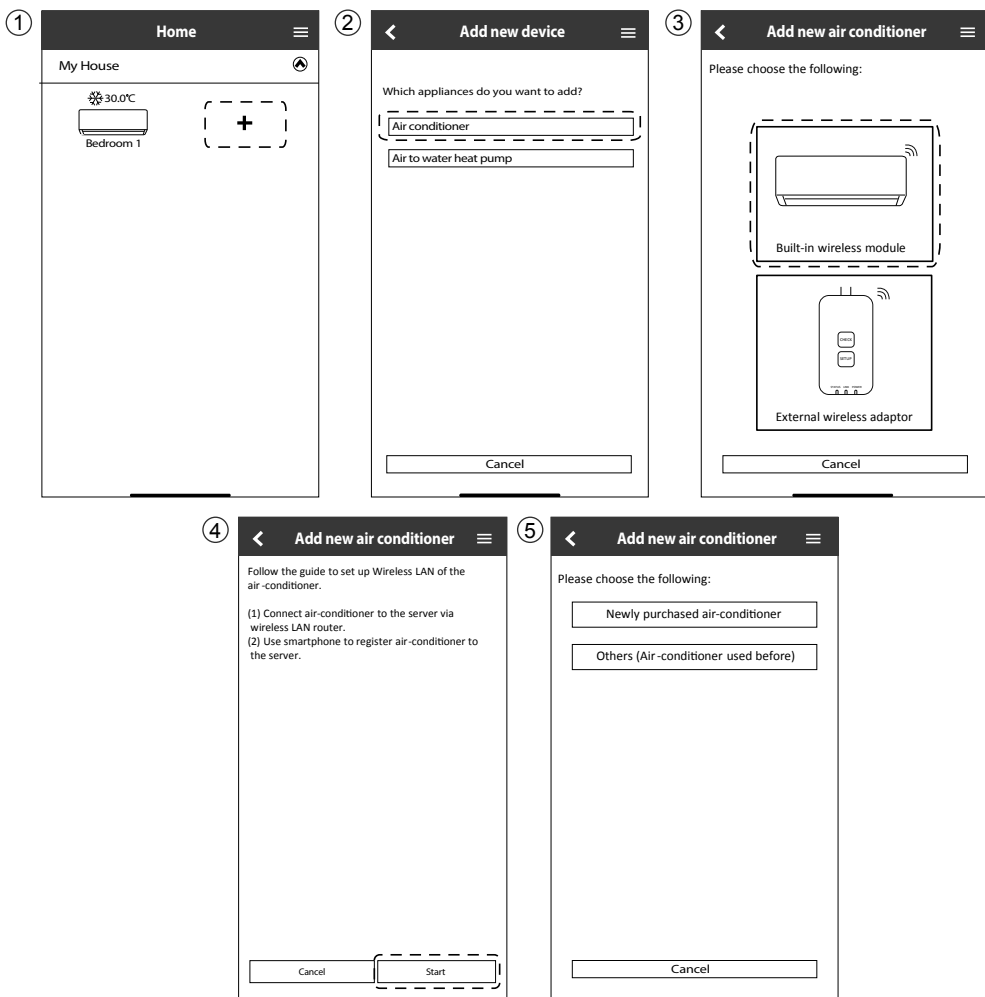 ①
Home
My House
30.0℃
Bedroom 1
+
②
Add new device
Which appliances do you want to add?
Air conditioner
Air to water heat pump
Cancel
③
Add new air conditioner
Please choose the following:
Built-in wireless module
CHECK
SETUP
STATUS LINK POWER
External wireless adaptor
Cancel
④
Add new air conditioner
Follow the guide to set up Wireless LAN of the
air-conditioner.
(1) Connect air-conditioner to the server via
wireless LAN router.
(2) Use smartphone to register air-conditioner to
the server.
Cancel
Start
⑤
Add new air conditioner
Please choose the following:
Newly purchased air-conditioner
Others (Air-conditioner used before)
Cancel